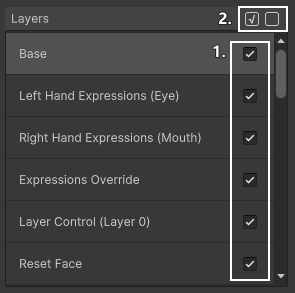 Layers 2.
1.
Base
Left Hand Expressions (Eye)
Right Hand Expressions (Mouth)
Expressions Override
Layer Control (Layer 0)
Reset Face